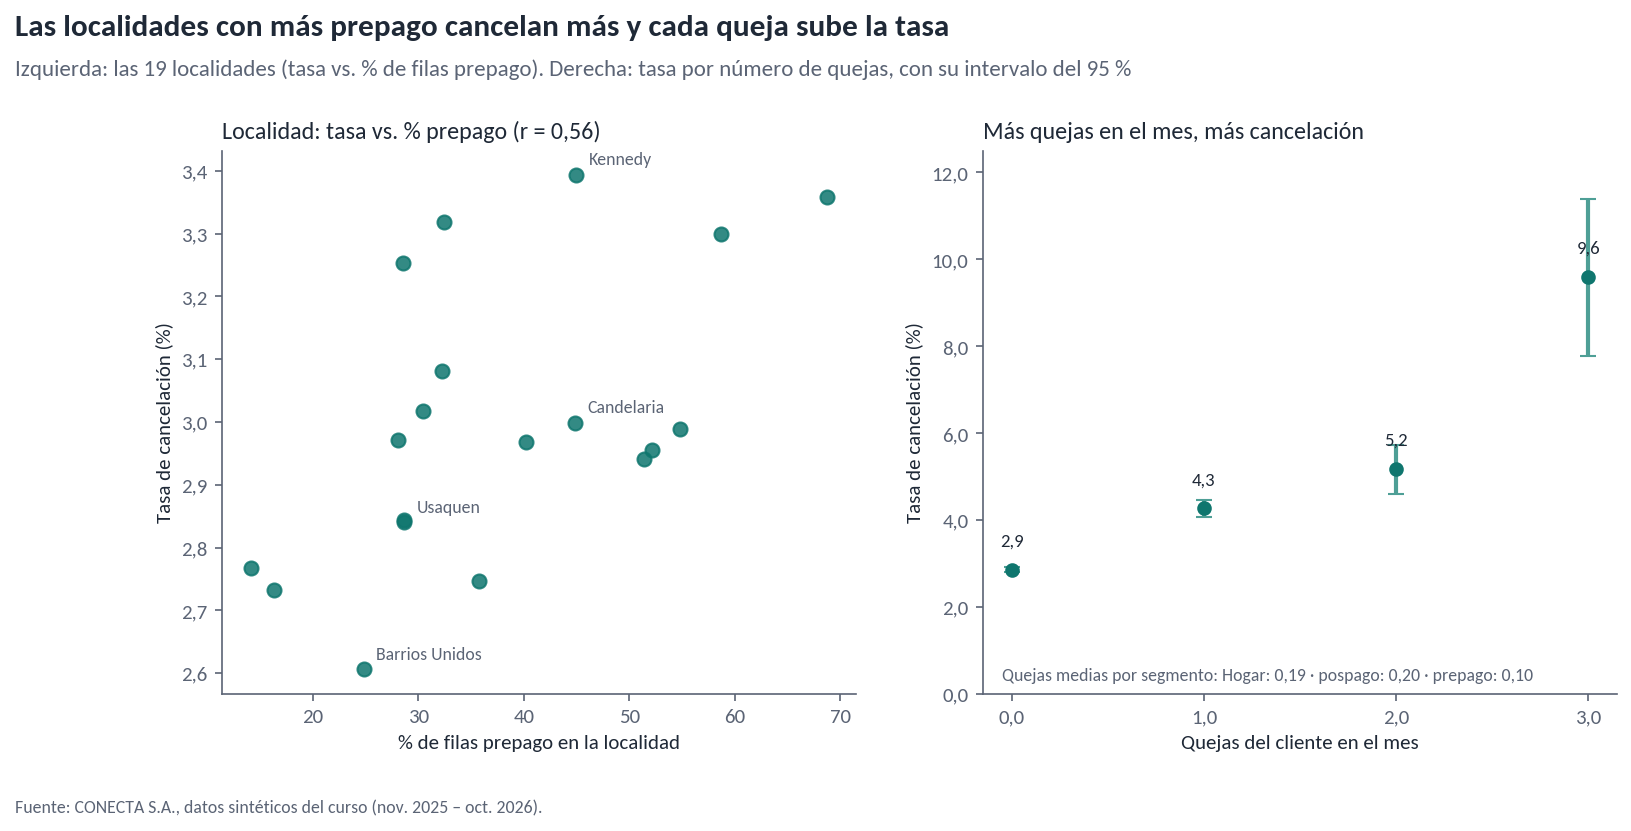 Las localidades con más prepago cancelan más y cada queja sube la tasa
Izquierda: las 19 localidades (tasa vs. % de filas prepago). Derecha: tasa por número de quejas, con su intervalo del 95 %
Localidad: tasa vs. % prepago (r = 0,56)
Tasa de cancelación (%)
3,4
3,3
3,2
3,1
3,0
2,9
2,8
2,7
2,6
Kennedy
Candelaria
Usaquen
Barrios Unidos
20
30
40
50
60
70
% de filas prepago en la localidad
Más quejas en el mes, más cancelación
Tasa de cancelación (%)
12,0
10,0
8,0
6,0
4,0
2,0
0,0
2,9
4,3
5,2
9,6
Quejas medias por segmento: Hogar: 0,19 · pospago: 0,20 · prepago: 0,10
0,0
1,0
2,0
3,0
Quejas del cliente en el mes
Fuente: CONECTA S.A., datos sintéticos del curso (nov. 2025 – oct. 2026).